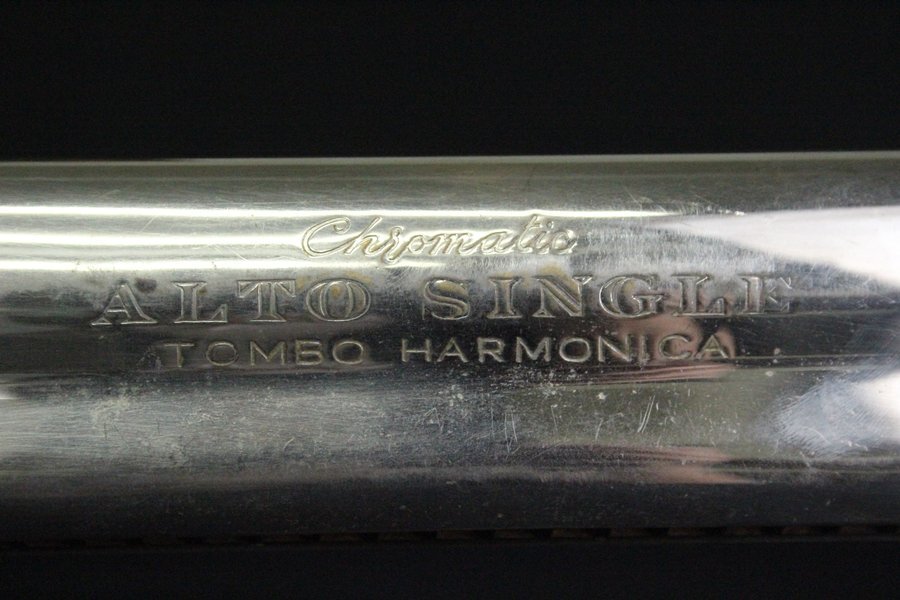 Chromatic
ALTO SINGLE
TOMBO HARMONICA